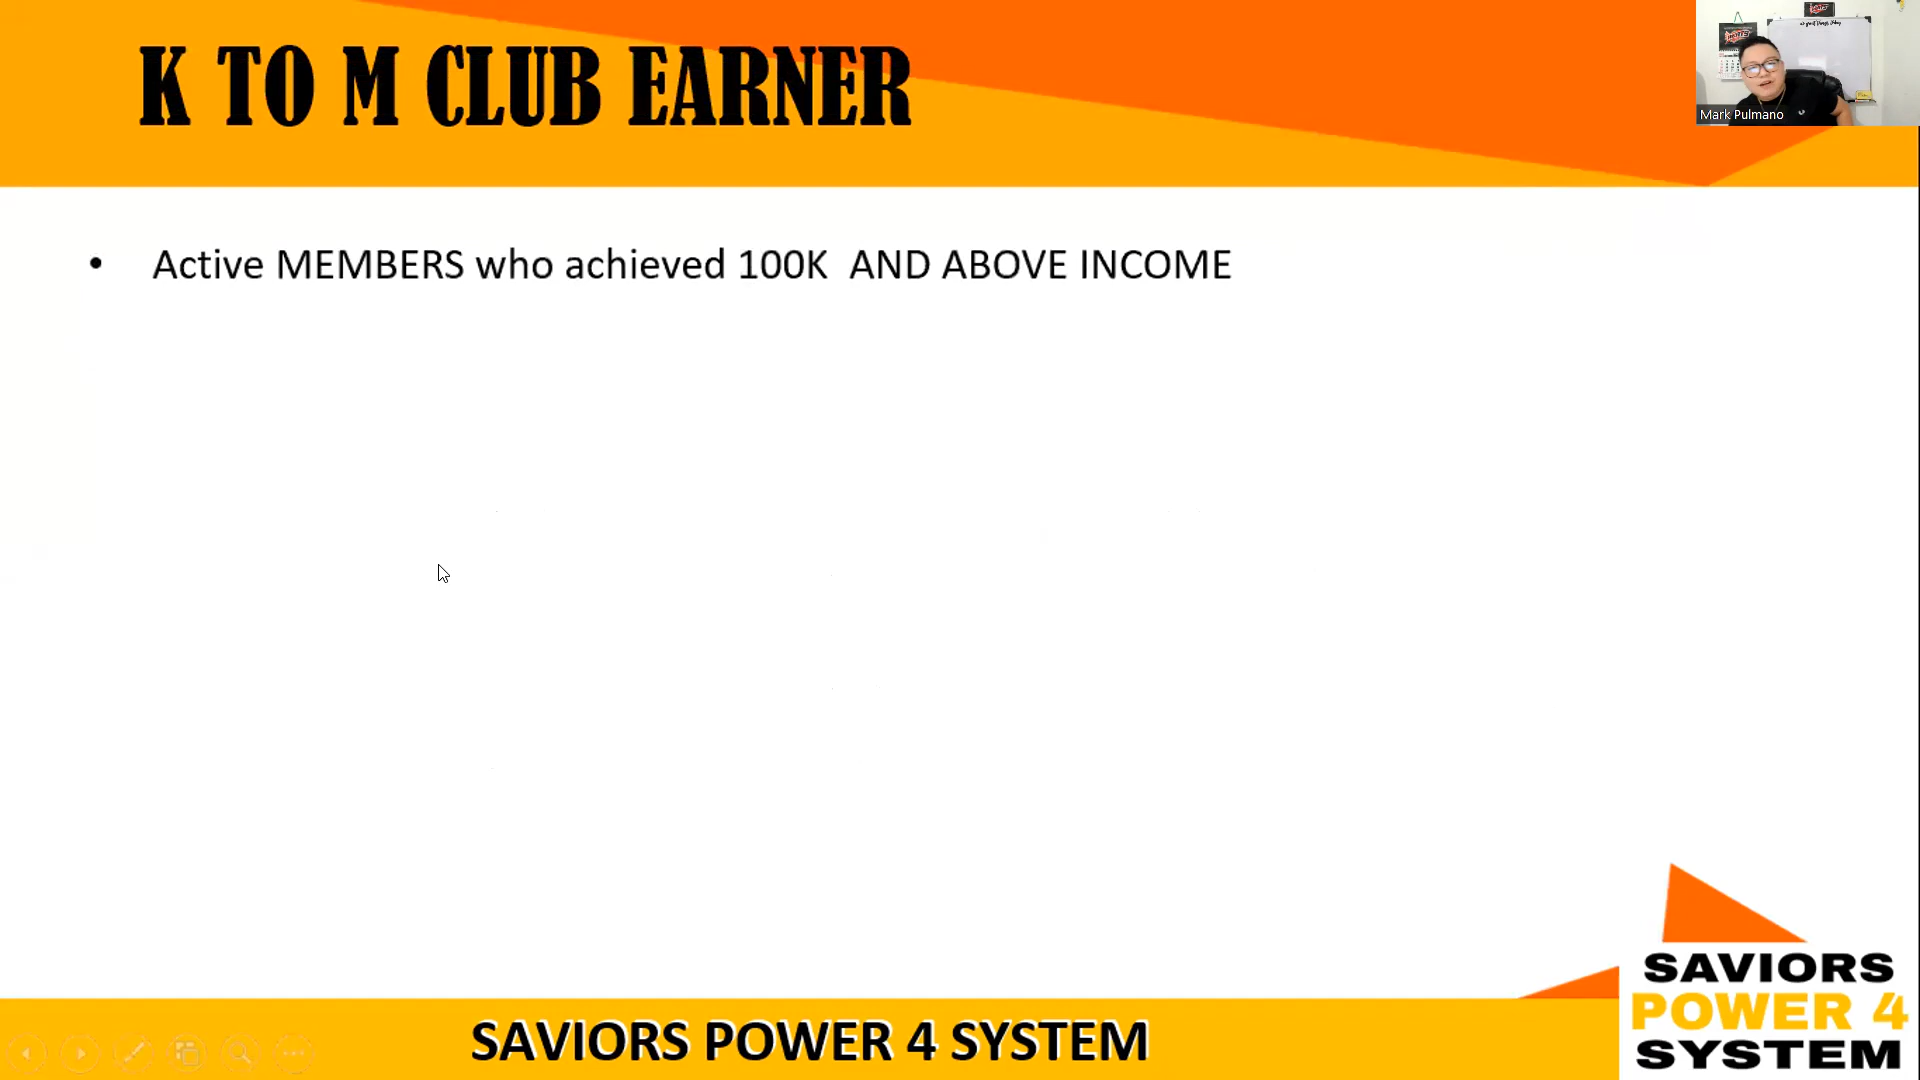 K TO M CLUB EARNER
Mark Pulmano
• Active MEMBERS who achieved 100K AND ABOVE INCOME
SAVIORS POWER 4 SYSTEM
SAVIORS
POWER 4
SYSTEM